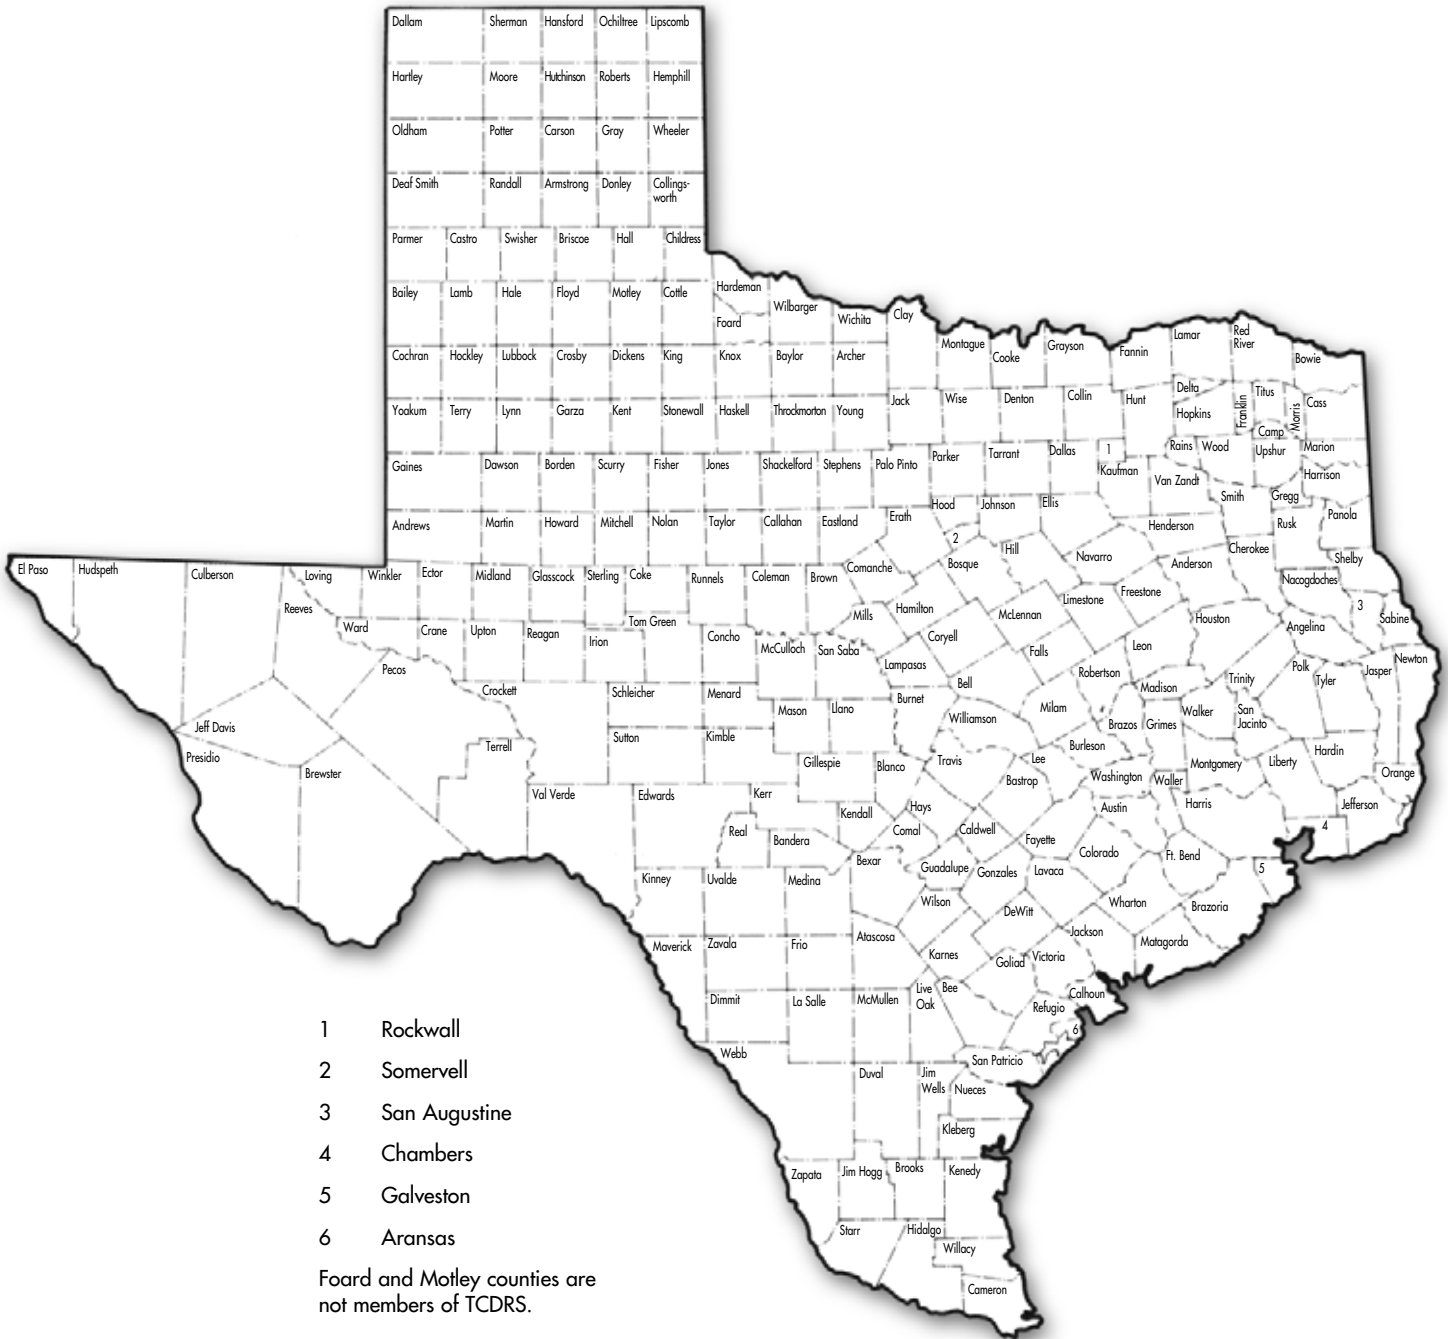 Dallam Sherman Hansford Ochiltree Lipscomb
Hartley Moore Hutchinson Roberts Hemphill
Oldham Potter Carson Gray Wheeler
Deaf Smith Randall Armstrong Donley Collings-
worth
Parmer Castro Swisher Briscoe Hall Childress
Bailey Lamb Hale Floyd Motley Cottle Hardeman
Foard Wilbarger Wichita Clay
Cochran Hockley Lubbock Crosby Dickens King Knox Baylor Archer Montague Cooke Grayson Fannin Lamar Red
River Bowie
Yoakum Terry Lynn Garza Kent Stonewall Haskell Throckmorton Young Jack Wise Denton Collin Hunt Delta
Hopkins Franklin Titus Camp Morris Cass
Gaines Dawson Borden Scurry Fisher Jones Shackelford Stephens Palo Pinto Parker Tarrant Dallas 1 Kaufman Rains Wood Upshur Marion
Van Zandt Smith Gregg Harrison
Andrews Martin Howard Mitchell Nolan Taylor Callahan Eastland Erath Hood Johnson Ellis Henderson Rusk Panola
2 Bosque Hill Navarro Anderson Cherokee Shelby
El Paso Hudspeth Culberson Loving Winkler Ector Midland Glasscock Sterling Coke Runnels Coleman Brown Comanche
Reeves Mills Hamilton McLennan Limestone Freestone Nacogdoches 3 Sabine
Ward Crane Upton Reagan Irion Tom Green Concho McCulloch San Saba Lampasas Coryell Falls Leon Houston Angelina
Pecos Crockett Schleicher Menard Mason Llano Burnet Bell Robertson Madison Trinity Polk Tyler Jasper Newton
Jeff Davis Williamson Milam Brazos Grimes Walker San
Jacinto
Presidio Brewster Terrell Sutton Kimble Gillespie Blanco Travis Lee Burleson Washington Waller Montgomery Liberty Hardin Orange
Val Verde Edwards Kerr Kendall Hays Bastrop Austin Harris Jefferson
Real Bandera Comal Caldwell Fayette Colorado Ft. Bend 4
Kinney Uvalde Medina Bexar Guadalupe Gonzales Lavaca 5
Wilson DeWitt Wharton Brazoria
Maverick Zavala Frio Atascosa Karnes Goliad Victoria Jackson Matagorda
Dimmit La Salle McMullen Live
Oak Bee Refugio Calhoun
6
Webb Duval Jim
Wells San Patricio
Nueces
Kleberg
Zapata Jim Hogg Brooks Kenedy
Starr Hidalgo
Willacy
Cameron
1 Rockwall
2 Somervell
3 San Augustine
4 Chambers
5 Galveston
6 Aransas
Foard and Motley counties are
not members of TCDRS.